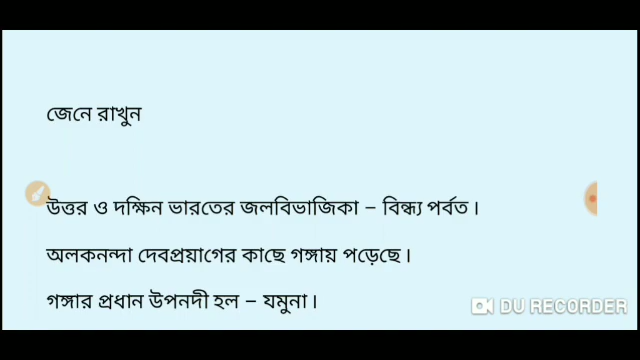 জেনে রাখুন
উত্তর ও দক্ষিন ভারতের জলবিভাজিকা – বিন্ধ্য পর্বত ।
অলকনন্দা দেবপ্রয়াগের কাছে গঙ্গায় পড়েছে ।
গঙ্গার প্রধান উপনদী হল – যমুনা ।
DU RECORDER